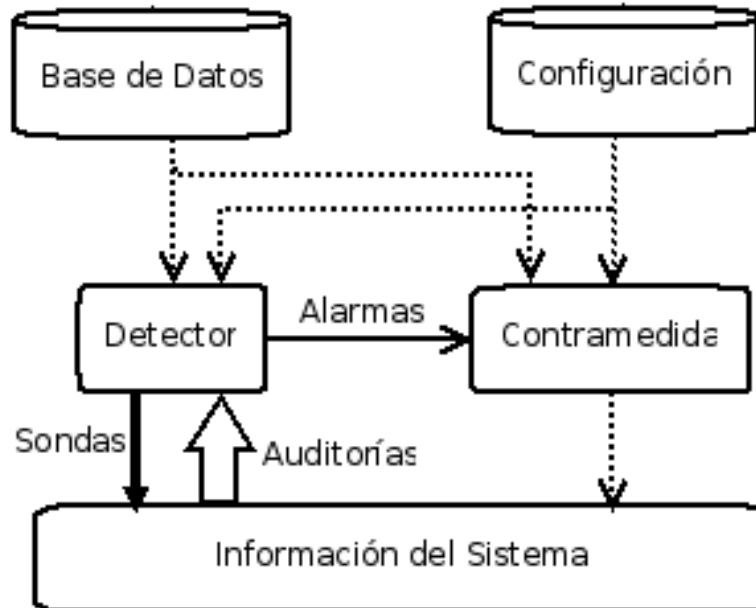 Base de Datos
Configuración
Detector
Alarmas
Contramedida
Sondas
Auditorías
Información del Sistema